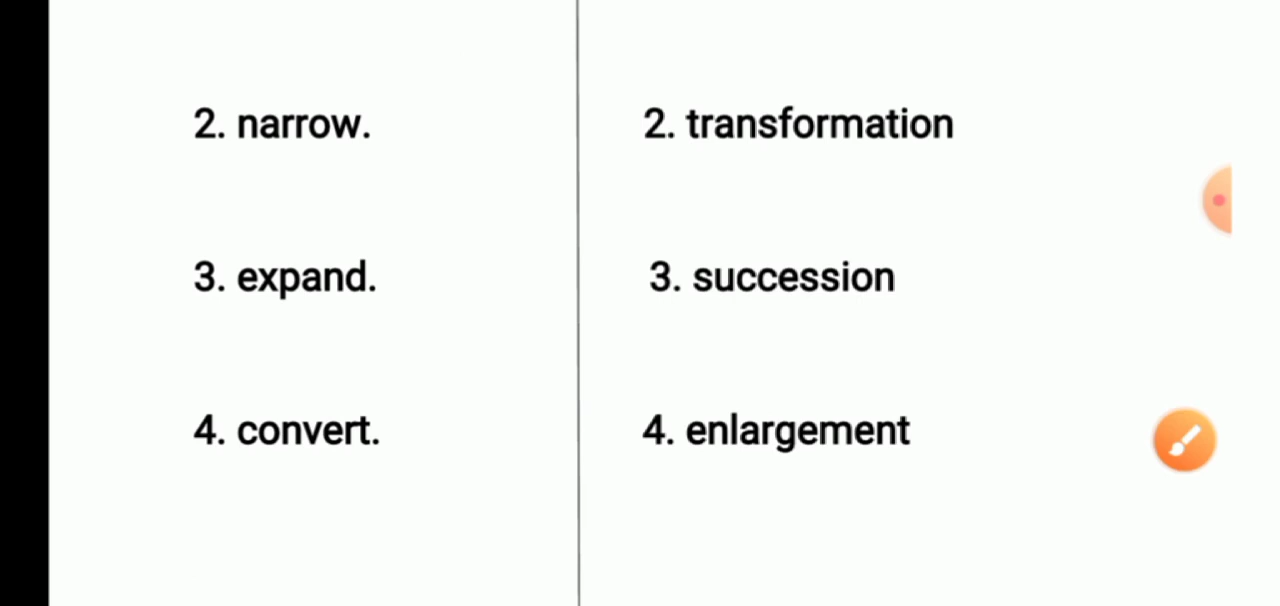 2. narrow.
2. transformation
3. expand.
3. succession
4. convert.
4. enlargement